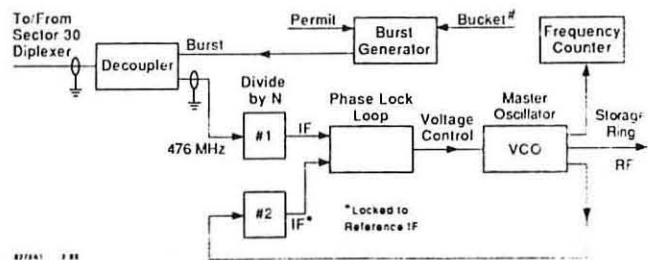 To/From
Sector 30
Diplexer
Decoupler
Burst
Permit
Burst
Generator
Bucket#
Frequency
Counter
Divide
by N
#1
IF
476 MHz
Phase Lock
Loop
Voltage
Control
Master
Oscillator
VCO
Storage
Ring
RF
#2
IF*
*Locked to
Reference IF